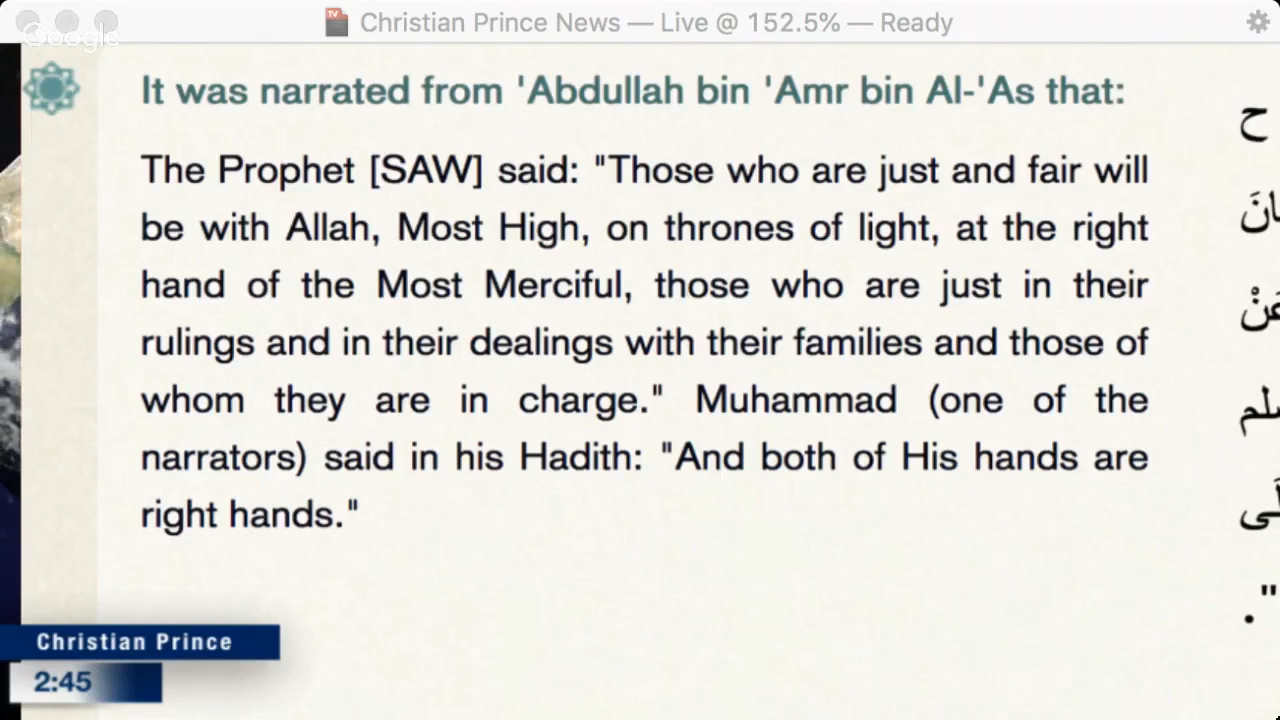 Christian Prince News — Live @ 152.5% — Ready
Google
It was narrated from 'Abdullah bin 'Amr bin Al-'As that:
The Prophet [SAW] said: "Those who are just and fair will
be with Allah, Most High, on thrones of light, at the right
hand of the Most Merciful, those who are just in their
rulings and in their dealings with their families and those of
whom they are in charge." Muhammad (one of the
narrators) said in his Hadith: "And both of His hands are
right hands."
ح
Christian Prince
2:45